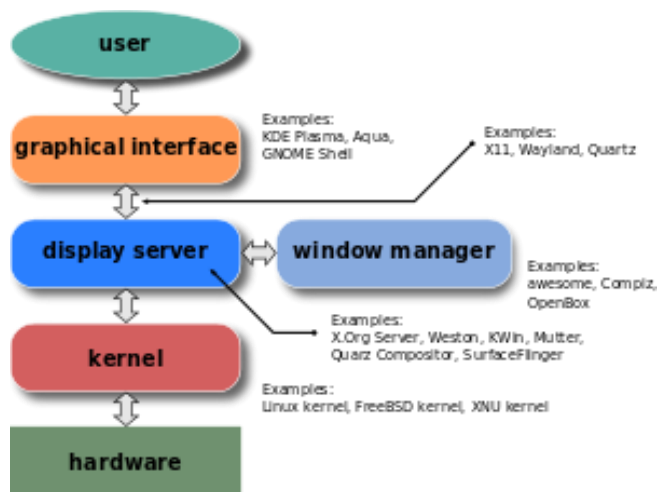 user
graphical interface
Examples:
KDE Plasma, Aqua,
GNOME Shell
Examples:
X11, Wayland, Quartz
display server
window manager
Examples:
awesome, Compiz,
OpenBox
Examples:
X.Org Server, Weston, KWin, Mutter,
Quarz Compositor, SurfaceFlinger
kernel
Examples:
Linux kernel, FreeBSD kernel, XNU kernel
hardware